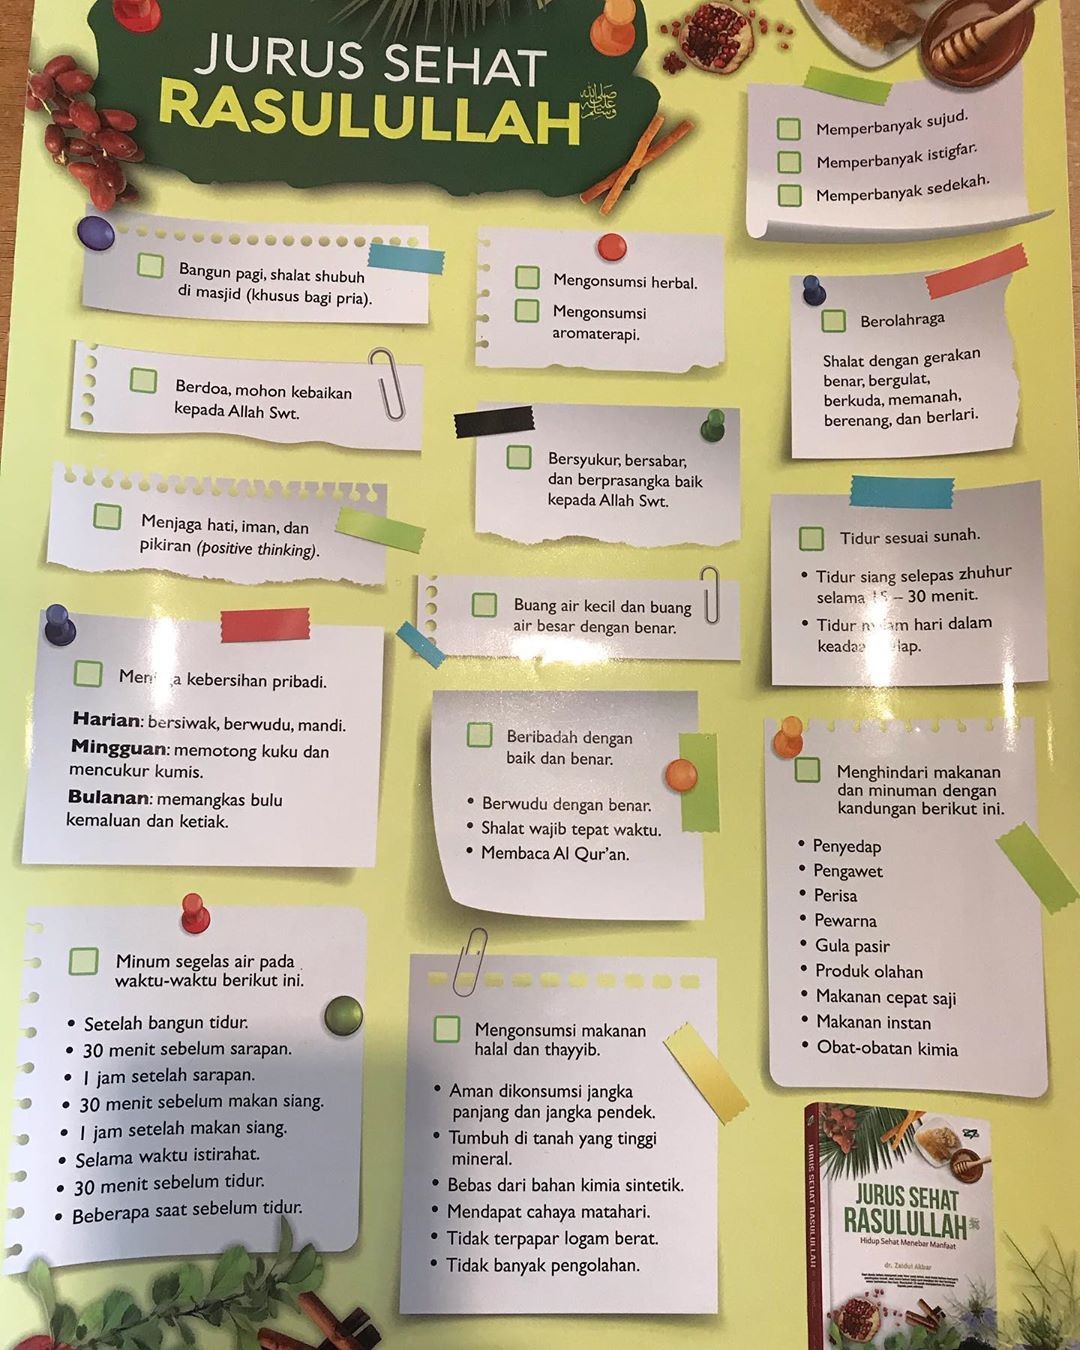 JURUS SEHAT
RASULULLAH ﷺ
Memperbanyak sujud.
Memperbanyak istigfar.
Memperbanyak sedekah.
Bangun pagi, shalat shubuh
di masjid (khusus bagi pria).
Mengonsumsi herbal.
Mengonsumsi
aromaterapi.
Berolahraga
Shalat dengan gerakan
benar, bergulat,
berkuda, memanah,
berenang, dan berlari.
Berdoa, mohon kebaikan
kepada Allah Swt.
Bersyukur, bersabar,
dan berprasangka baik
kepada Allah Swt.
Menjaga hati, iman, dan
pikiran (positive thinking).
Tidur sesuai sunah.
• Tidur siang selepas zhuhur
selama 15 – 30 menit.
• Tidur malam hari dalam
keadaan gelap.
Buang air kecil dan buang
air besar dengan benar.
Menjaga kebersihan pribadi.
Harian: bersiwak, berwudu, mandi.
Mingguan: memotong kuku dan
mencukur kumis.
Bulanan: memangkas bulu
kemaluan dan ketiak.
Beribadah dengan
baik dan benar.
• Berwudu dengan benar.
• Shalat wajib tepat waktu.
• Membaca Al Qur'an.
Menghindari makanan
dan minuman dengan
kandungan berikut ini.
• Penyedap
• Pengawet
• Perisa
• Pewarna
• Gula pasir
• Produk olahan
• Makanan cepat saji
• Makanan instan
• Obat-obatan kimia
Minum segelas air pada
waktu-waktu berikut ini.
• Setelah bangun tidur.
• 30 menit sebelum sarapan.
• 1 jam setelah sarapan.
• 30 menit sebelum makan siang.
• 1 jam setelah makan siang.
• Selama waktu istirahat.
• 30 menit sebelum tidur.
• Beberapa saat sebelum tidur.
Mengonsumsi makanan
halal dan thayyib.
• Aman dikonsumsi jangka
panjang dan jangka pendek.
• Tumbuh di tanah yang tinggi
mineral.
• Bebas dari bahan kimia sintetik.
• Mendapat cahaya matahari.
• Tidak terpapar logam berat.
• Tidak banyak pengolahan.
JURUS SEHAT RASULULLAH
JURUS SEHAT
RASULULLAH ﷺ
Hidup Sehat Menebar Manfaat
dr. Zaidul Akbar